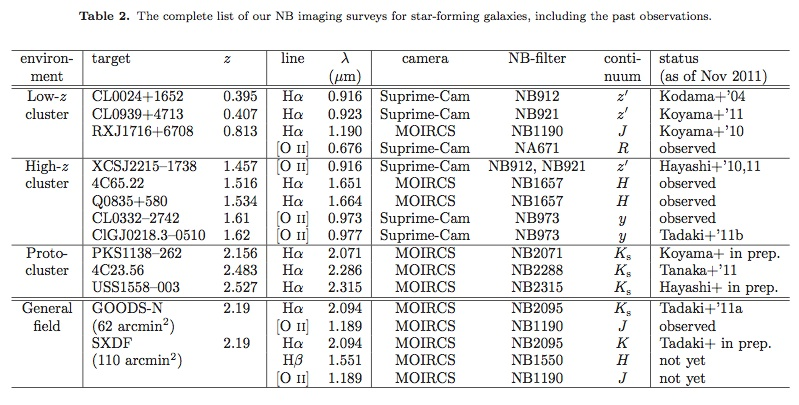 Table 2. The complete list of our NB imaging surveys for star-forming galaxies, including the past observations.
environ- target z line λ camera NB-filter conti- status
ment (μm) nuum (as of Nov 2011)
Low-z CL0024+1652 0.395 Hα 0.916 Suprime-Cam NB912 z′ Kodama+'04
cluster CL0939+4713 0.407 Hα 0.923 Suprime-Cam NB921 z′ Koyama+'11
RXJ1716+6708 0.813 Hα 1.190 MOIRCS NB1190 J Koyama+'10
[O II] 0.676 Suprime-Cam NA671 R observed
High-z XCSJ2215–1738 1.457 [O II] 0.916 Suprime-Cam NB912, NB921 z′ Hayashi+'10,11
cluster 4C65.22 1.516 Hα 1.651 MOIRCS NB1657 H observed
Q0835+580 1.534 Hα 1.664 MOIRCS NB1657 H observed
CL0332–2742 1.61 [O II] 0.973 Suprime-Cam NB973 y observed
ClGJ0218.3–0510 1.62 [O II] 0.977 Suprime-Cam NB973 y Tadaki+'11b
Proto- PKS1138–262 2.156 Hα 2.071 MOIRCS NB2071 Ks Koyama+ in prep.
cluster 4C23.56 2.483 Hα 2.286 MOIRCS NB2288 Ks Tanaka+'11
USS1558–003 2.527 Hα 2.315 MOIRCS NB2315 Ks Hayashi+ in prep.
General GOODS-N 2.19 Hα 2.094 MOIRCS NB2095 Ks Tadaki+'11a
field (62 arcmin²) [O II] 1.189 MOIRCS NB1190 J observed
SXDF 2.19 Hα 2.094 MOIRCS NB2095 K Tadaki+ in prep.
(110 arcmin²) Hβ 1.551 MOIRCS NB1550 H not yet
[O II] 1.189 MOIRCS NB1190 J not yet